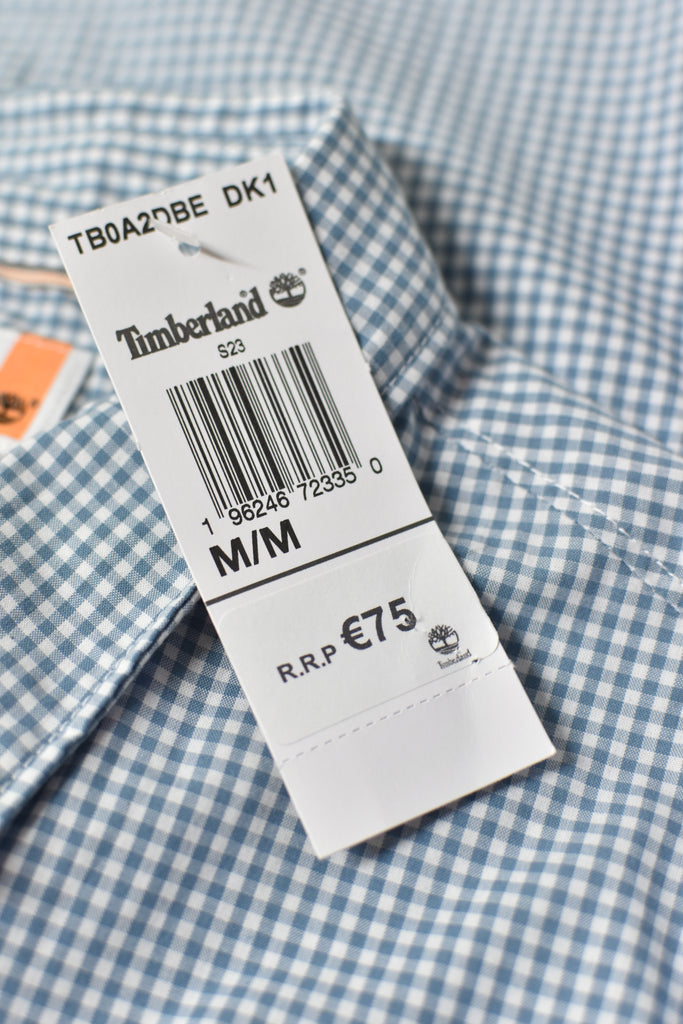 TB0A2DBE DK1
Timberland®
S23
1 96246 72335 0
M/M
R.R.P €75
Timberland